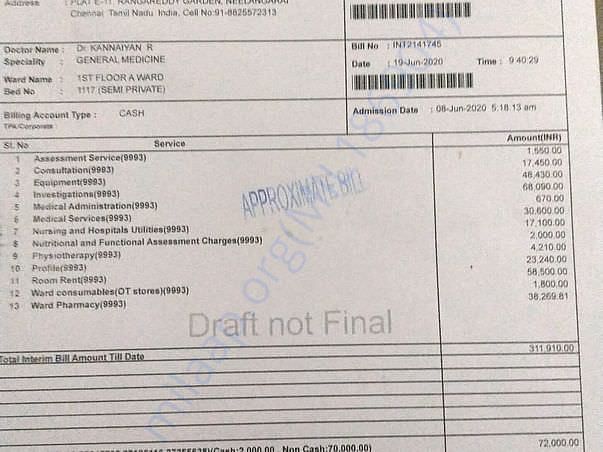 Address : PLAT E-11, RANGAREDDY GARDEN, NEELANGARAI
Chennai, Tamil Nadu, India, Cell No:91-8825572313
Doctor Name : Dr. KANNAIYAN R
Speciality : GENERAL MEDICINE
Ward Name : 1ST FLOOR A WARD
Bed No : 1117 (SEMI PRIVATE)
Billing Account Type : CASH
TPA/Corporate :
Bill No : INT2141745
Date : 19-Jun-2020 Time : 9:40:29
Admission Date : 08-Jun-2020 5:18:13 am
Sl. No Service Amount(INR)
1 Assessment Service(9993) 1,550.00
2 Consultation(9993) 17,450.00
3 Equipment(9993) 48,430.00
4 Investigations(9993) 68,090.00
5 Medical Administration(9993) 670.00
6 Medical Services(9993) 30,600.00
7 Nursing and Hospitals Utilities(9993) 17,100.00
8 Nutritional and Functional Assessment Charges(9993) 2,000.00
9 Physiotherapy(9993) 4,210.00
10 Profile(9993) 23,240.00
11 Room Rent(9993) 58,500.00
12 Ward consumables(OT stores)(9993) 1,800.00
13 Ward Pharmacy(9993) 38,269.81
APPROXIMATE BILL
Draft not Final
Total Interim Bill Amount Till Date 311,910.00
(Cash:2,000.00 Non Cash:70,000.00) 72,000.00
milaap.org